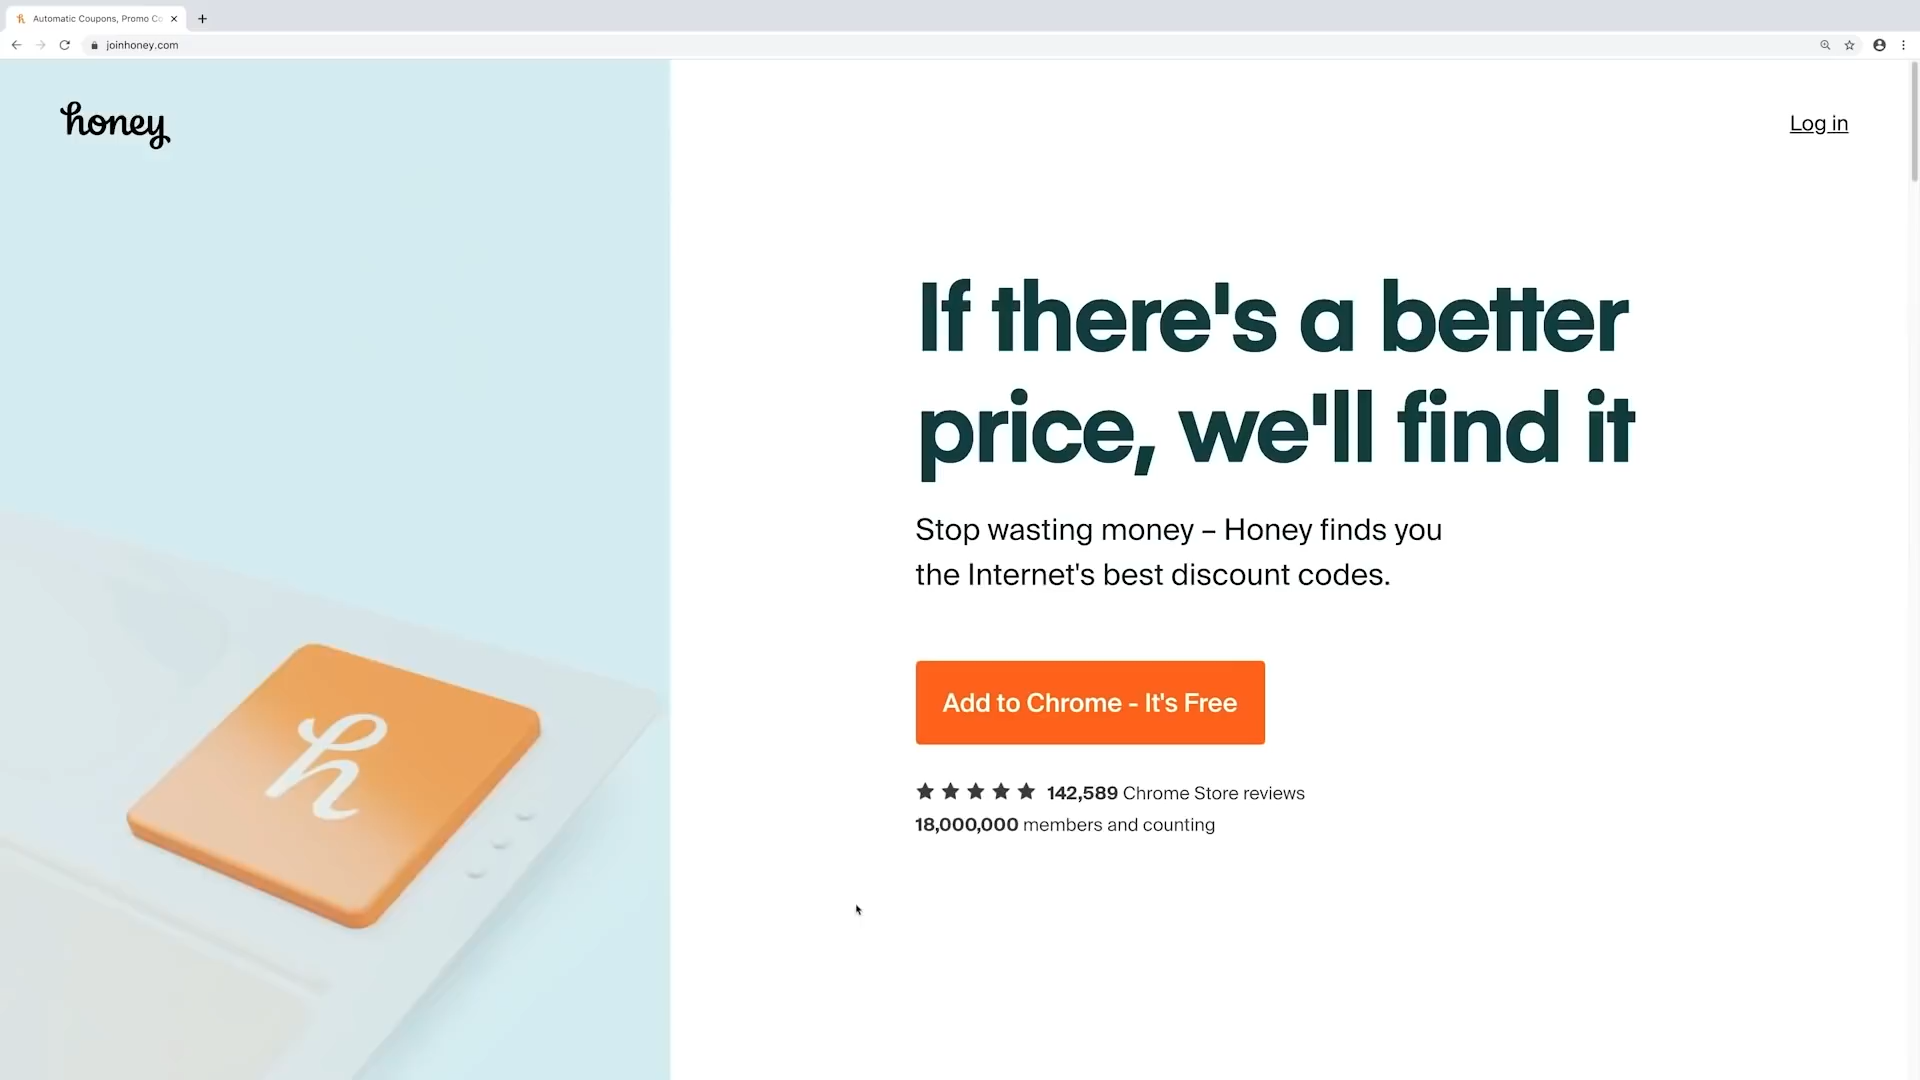 Automatic Coupons, Promo Co
joinhoney.com
honey
Log in
If there's a better
price, we'll find it
Stop wasting money – Honey finds you
the Internet's best discount codes.
Add to Chrome - It's Free
142,589 Chrome Store reviews
18,000,000 members and counting
h